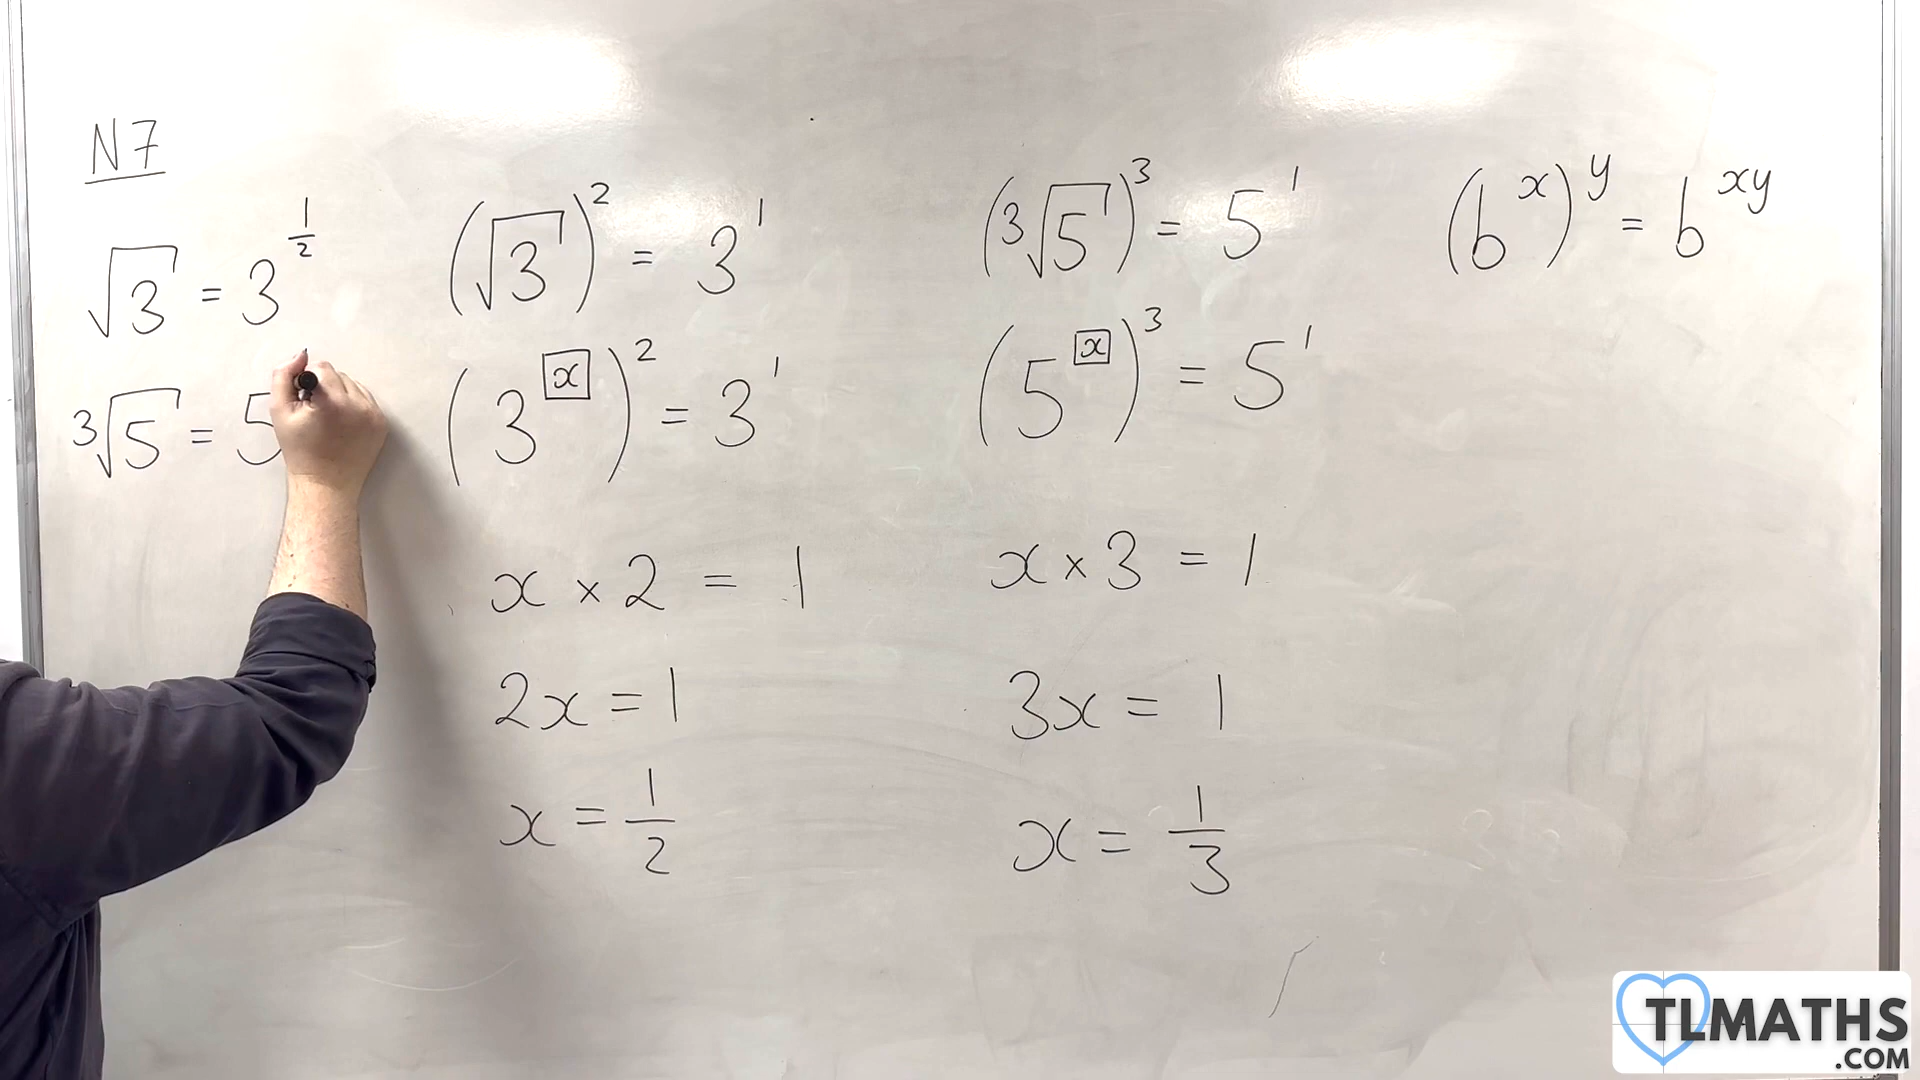 N7
√3 = 3^(1/2)
³√5 = 5
(√3)² = 3¹
(3^x)² = 3¹
x × 2 = 1
2x = 1
x = 1/2
(³√5)³ = 5¹
(5^x)³ = 5¹
x × 3 = 1
3x = 1
x = 1/3
(b^x)^y = b^(xy)
TLMATHS
.COM